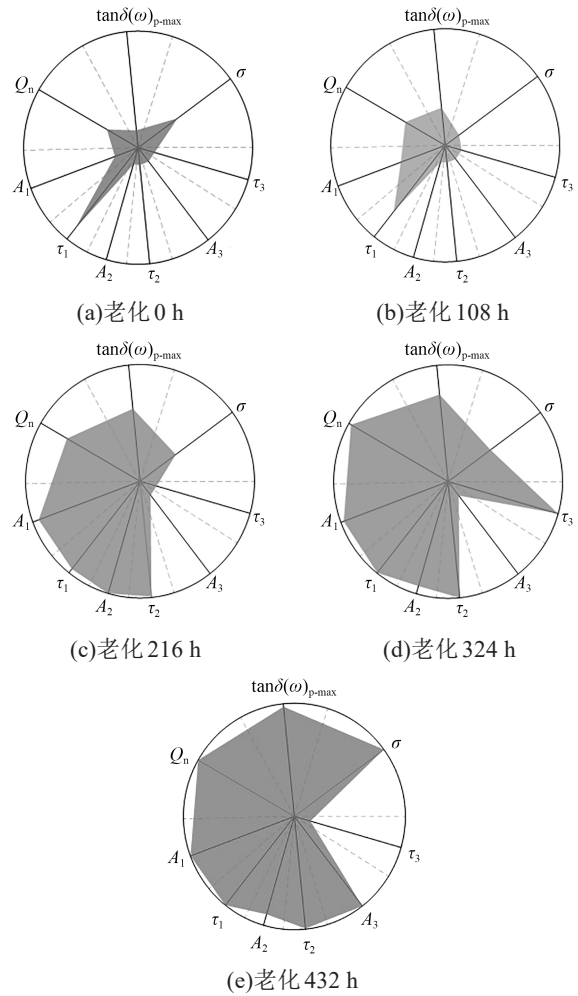 tanδ(ω)p-max
Qn
σ
A1
τ3
τ1
A2
τ2
A3
(a)老化 0 h
tanδ(ω)p-max
Qn
σ
A1
τ3
τ1
A2
τ2
A3
(b)老化 108 h
tanδ(ω)p-max
Qn
σ
A1
τ3
τ1
A2
τ2
A3
(c)老化 216 h
tanδ(ω)p-max
Qn
σ
A1
τ3
τ1
A2
τ2
A3
(d)老化 324 h
tanδ(ω)p-max
Qn
σ
A1
τ3
τ1
A2
τ2
A3
(e)老化 432 h